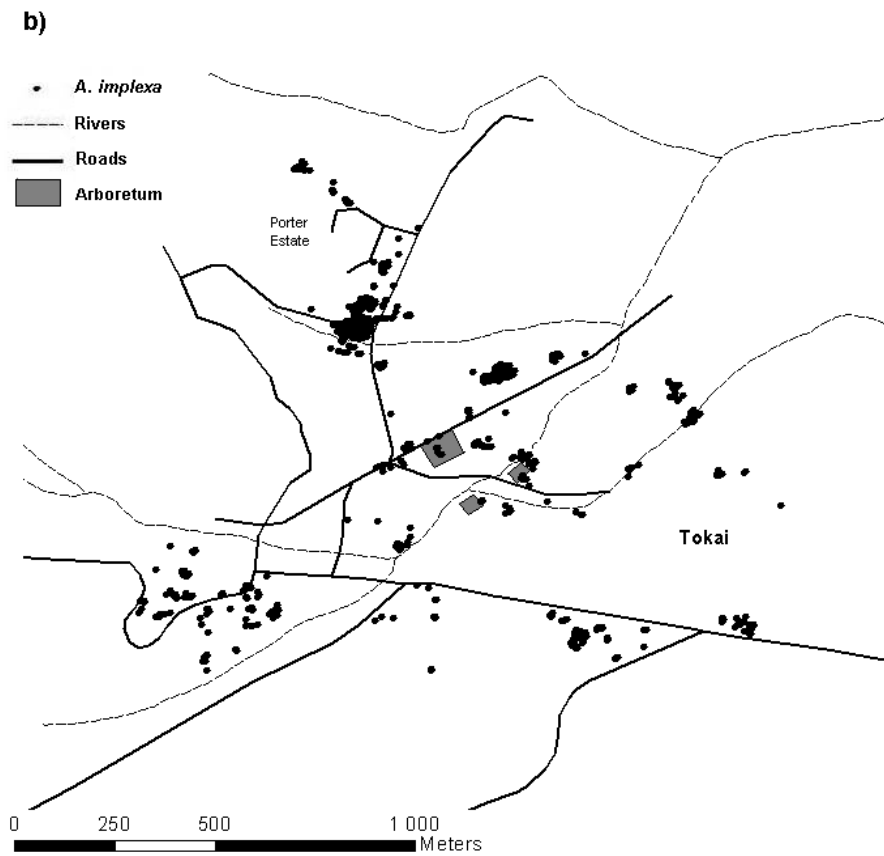 b)
A. implexa
Rivers
Roads
Arboretum
Porter
Estate
Tokai
0 250 500 1 000
Meters